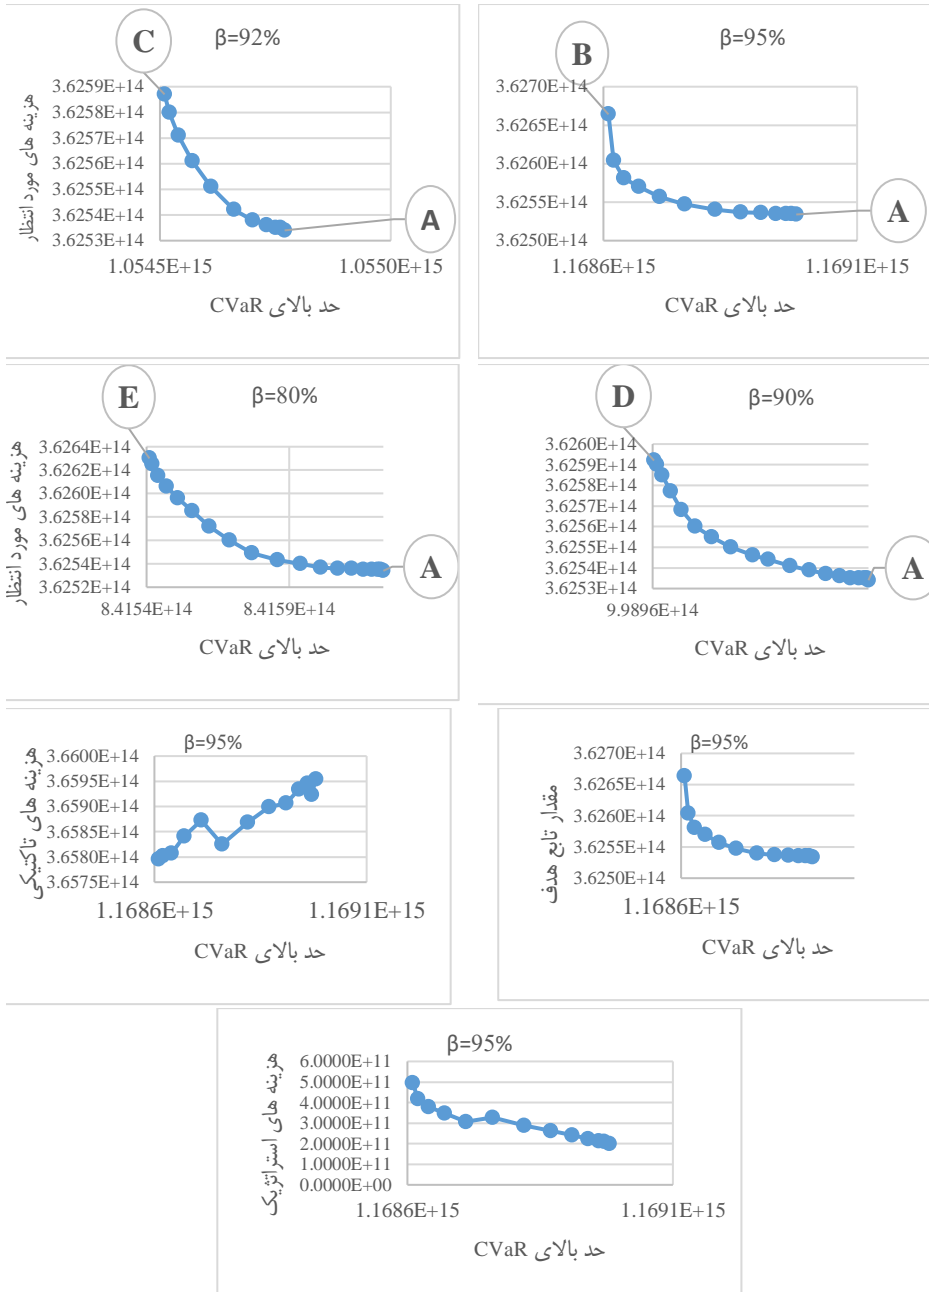 C
β=92%
3.6259E+14
3.6258E+14
3.6257E+14
3.6256E+14
3.6255E+14
3.6254E+14
3.6253E+14
هزینه های مورد انتظار
A
1.0545E+15
1.0550E+15
حد بالای CVaR
B
β=95%
3.6270E+14
3.6265E+14
3.6260E+14
3.6255E+14
3.6250E+14
A
1.1686E+15
1.1691E+15
حد بالای CVaR
E
β=80%
3.6264E+14
3.6262E+14
3.6260E+14
3.6258E+14
3.6256E+14
3.6254E+14
3.6252E+14
هزینه های مورد انتظار
A
8.4154E+14
8.4159E+14
حد بالای CVaR
D
β=90%
3.6260E+14
3.6259E+14
3.6258E+14
3.6257E+14
3.6256E+14
3.6255E+14
3.6254E+14
3.6253E+14
A
9.9896E+14
حد بالای CVaR
β=95%
3.6600E+14
3.6595E+14
3.6590E+14
3.6585E+14
3.6580E+14
3.6575E+14
هزینه های تاکتیکی
1.1686E+15
1.1691E+15
حد بالای CVaR
β=95%
3.6270E+14
3.6265E+14
3.6260E+14
3.6255E+14
3.6250E+14
مقدار تابع هدف
1.1686E+15
حد بالای CVaR
β=95%
6.0000E+11
5.0000E+11
4.0000E+11
3.0000E+11
2.0000E+11
1.0000E+11
0.0000E+00
هزینه های استراتژیک
1.1686E+15
1.1691E+15
حد بالای CVaR